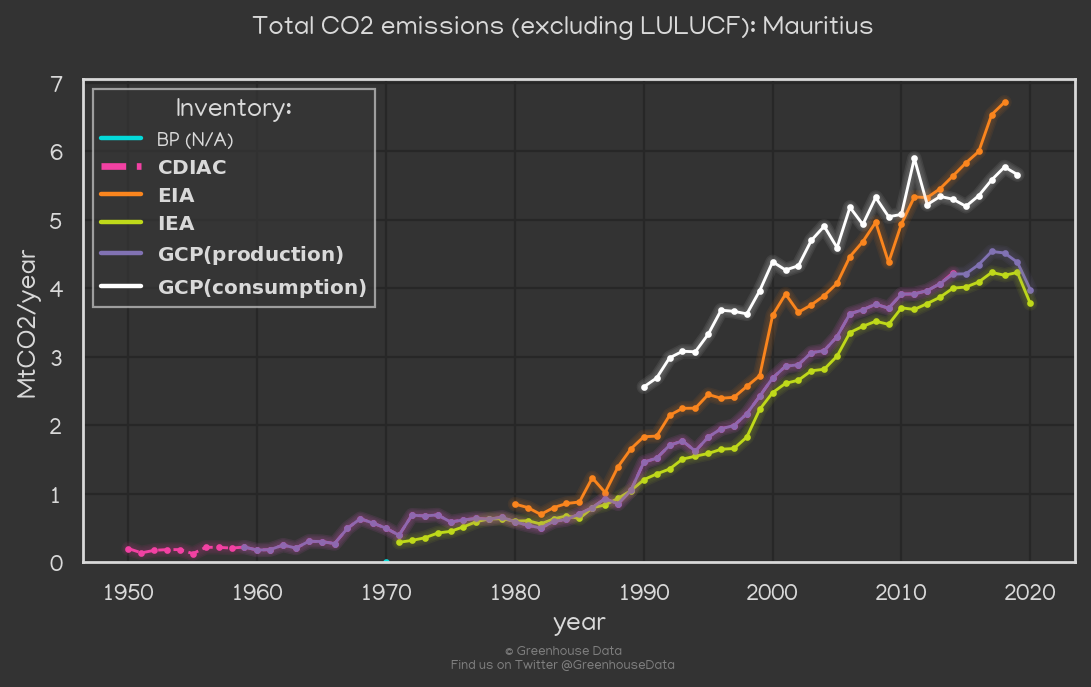 Total CO2 emissions (excluding LULUCF): Mauritius
7
6
5
4
3
2
1
0
MtCO2/year
Inventory:
BP (N/A)
CDIAC
EIA
IEA
GCP(production)
GCP(consumption)
1950 1960 1970 1980 1990 2000 2010 2020
year
© Greenhouse Data
Find us on Twitter @GreenhouseData